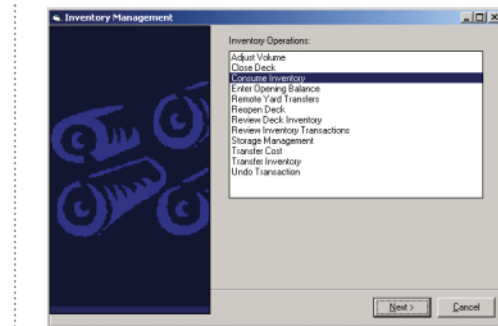 Inventory Management
Inventory Operations:
Adjust Volume
Close Deck
Consume Inventory
Enter Opening Balance
Remote Yard Transfers
Reopen Deck
Review Deck Inventory
Review Inventory Transactions
Storage Management
Transfer Cost
Transfer Inventory
Undo Transaction
Next >
Cancel